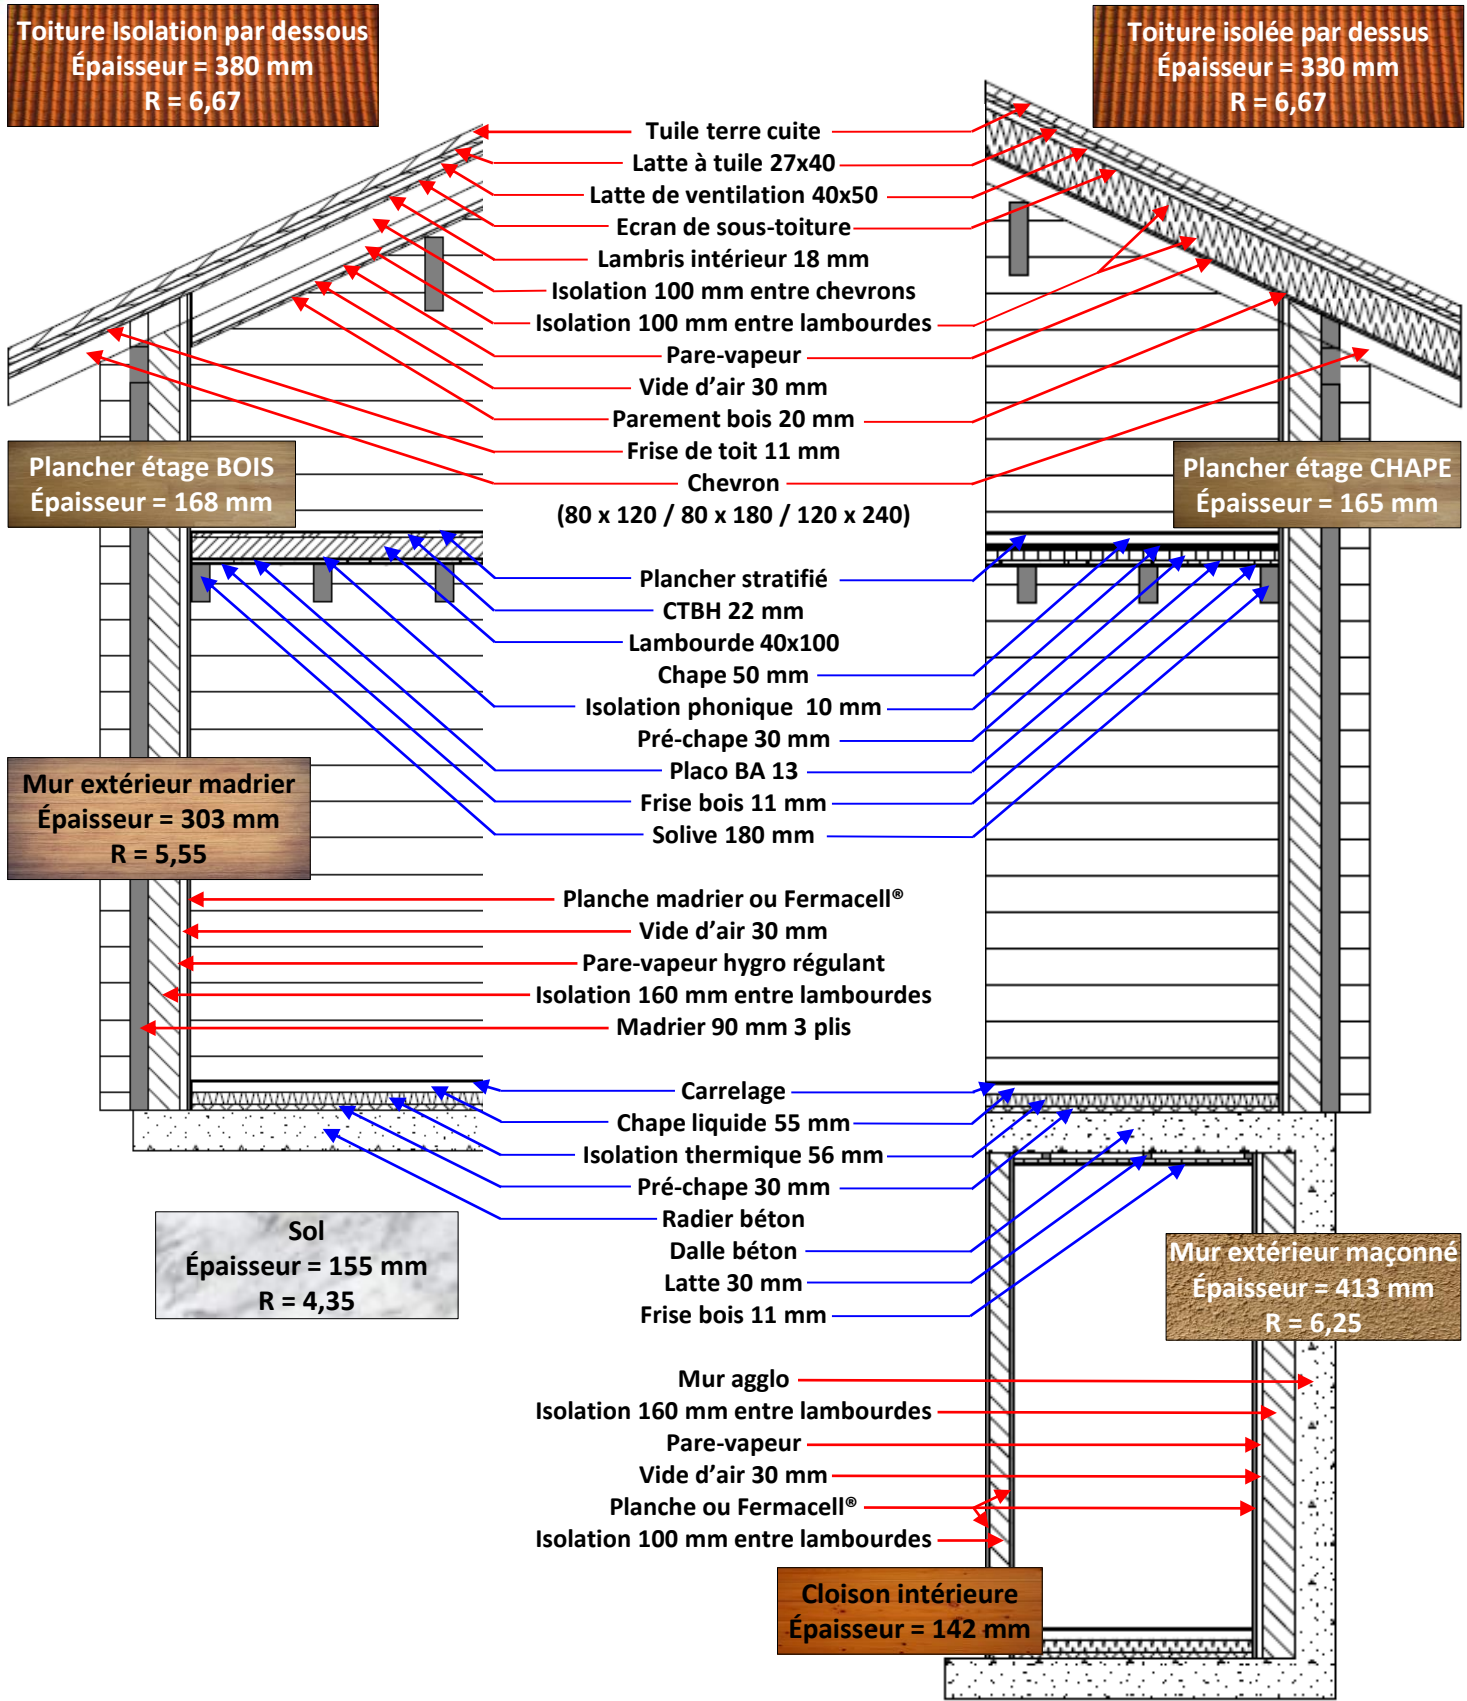 Toiture Isolation par dessous
Épaisseur = 380 mm
R = 6,67
Toiture isolée par dessus
Épaisseur = 330 mm
R = 6,67
Tuile terre cuite
Latte à tuile 27x40
Latte de ventilation 40x50
Ecran de sous-toiture
Lambris intérieur 18 mm
Isolation 100 mm entre chevrons
Isolation 100 mm entre lambourdes
Pare-vapeur
Vide d'air 30 mm
Parement bois 20 mm
Frise de toit 11 mm
Chevron
(80 x 120 / 80 x 180 / 120 x 240)
Plancher étage BOIS
Épaisseur = 168 mm
Plancher étage CHAPE
Épaisseur = 165 mm
Plancher stratifié
CTBH 22 mm
Lambourde 40x100
Chape 50 mm
Isolation phonique 10 mm
Pré-chape 30 mm
Placo BA 13
Frise bois 11 mm
Solive 180 mm
Mur extérieur madrier
Épaisseur = 303 mm
R = 5,55
Planche madrier ou Fermacell®
Vide d'air 30 mm
Pare-vapeur hygro régulant
Isolation 160 mm entre lambourdes
Madrier 90 mm 3 plis
Carrelage
Chape liquide 55 mm
Isolation thermique 56 mm
Pré-chape 30 mm
Radier béton
Dalle béton
Latte 30 mm
Frise bois 11 mm
Sol
Épaisseur = 155 mm
R = 4,35
Mur extérieur maçonné
Épaisseur = 413 mm
R = 6,25
Mur agglo
Isolation 160 mm entre lambourdes
Pare-vapeur
Vide d'air 30 mm
Planche ou Fermacell®
Isolation 100 mm entre lambourdes
Cloison intérieure
Épaisseur = 142 mm